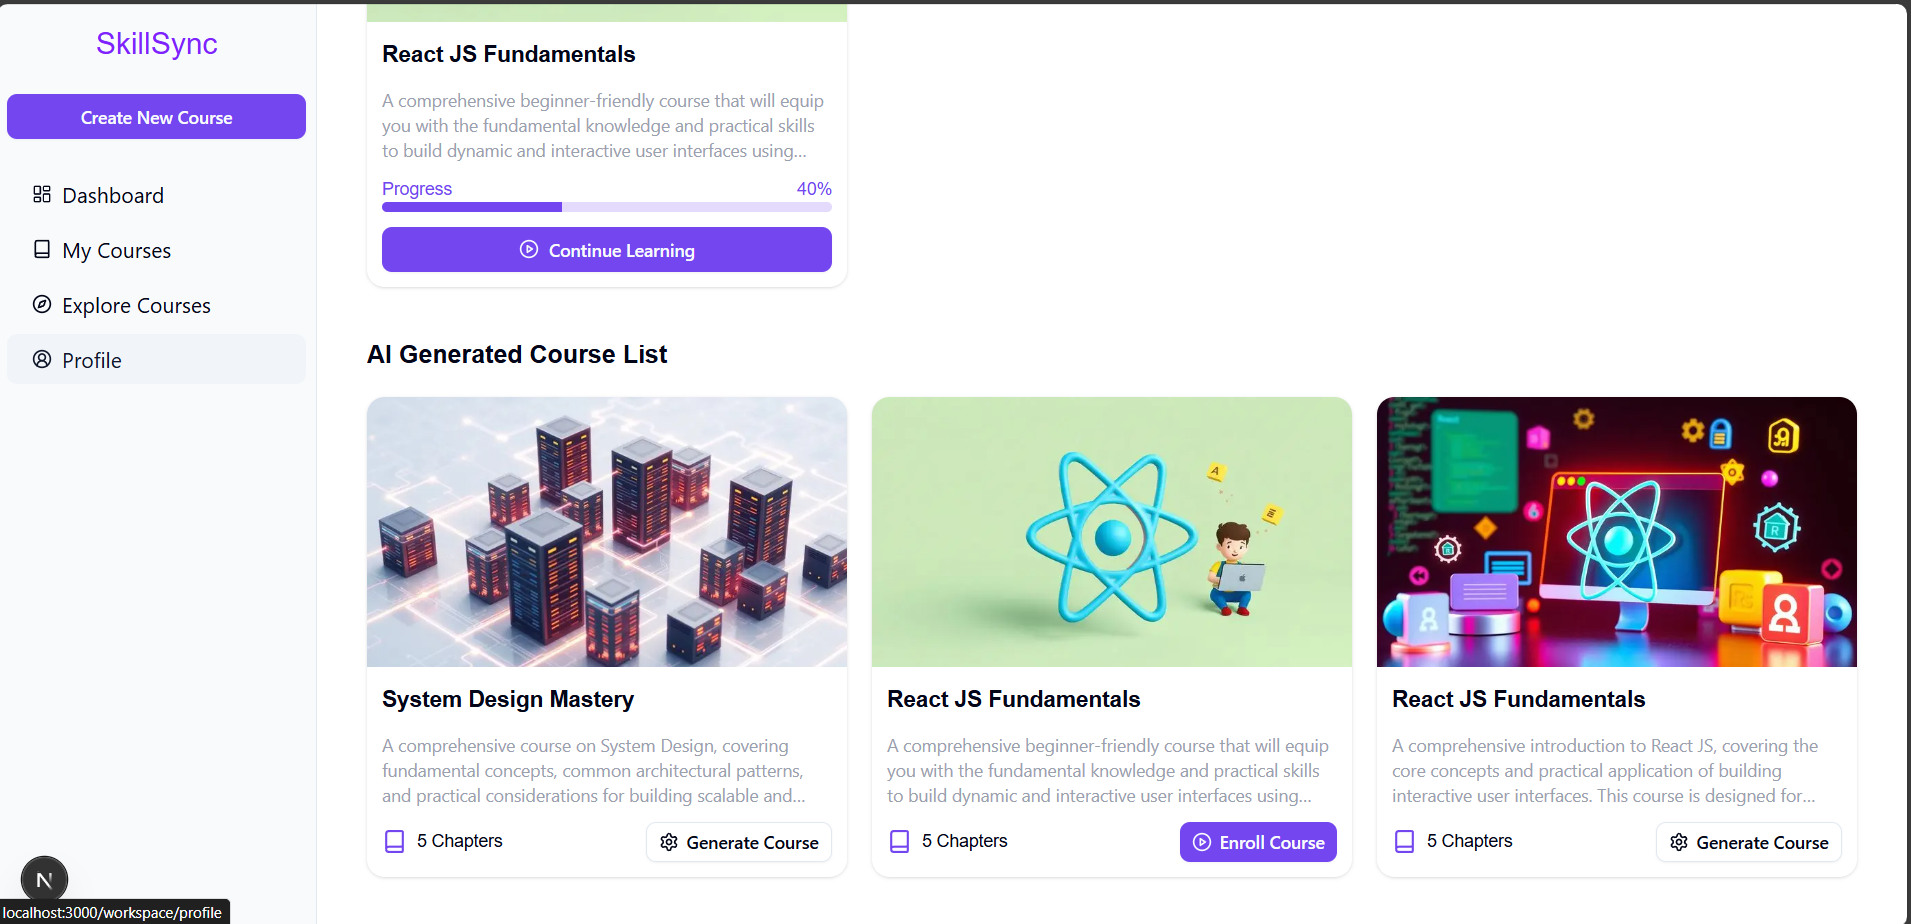 SkillSync
Create New Course
Dashboard
My Courses
Explore Courses
Profile
React JS Fundamentals
A comprehensive beginner-friendly course that will equip
you with the fundamental knowledge and practical skills
to build dynamic and interactive user interfaces using...
Progress
40%
Continue Learning
AI Generated Course List
System Design Mastery
A comprehensive course on System Design, covering
fundamental concepts, common architectural patterns,
and practical considerations for building scalable and...
5 Chapters
Generate Course
A
React JS Fundamentals
A comprehensive beginner-friendly course that will equip
you with the fundamental knowledge and practical skills
to build dynamic and interactive user interfaces using...
5 Chapters
Enroll Course
React JS Fundamentals
A comprehensive introduction to React JS, covering the
core concepts and practical application of building
interactive user interfaces. This course is designed for...
5 Chapters
Generate Course
N
localhost:3000/workspace/profile